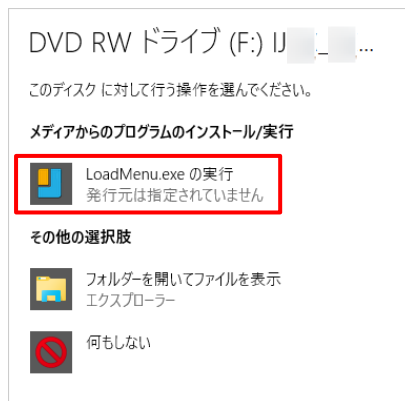 DVD RW ドライブ (F:) IJ _ ...
このディスク に対して行う操作を選んでください。
メディアからのプログラムのインストール/実行
LoadMenu.exe の実行
発行元は指定されていません
その他の選択肢
フォルダーを開いてファイルを表示
エクスプローラー
何もしない